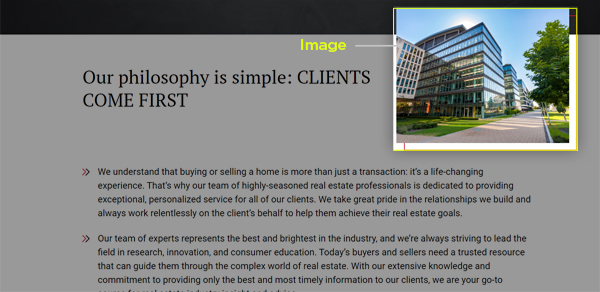 Image
Our philosophy is simple: CLIENTS
COME FIRST
We understand that buying or selling a home is more than just a transaction: it's a life-changing
experience. That's why our team of highly-seasoned real estate professionals is dedicated to providing
exceptional, personalized service for all of our clients. We take great pride in the relationships we build and
always work relentlessly on the client's behalf to help them achieve their real estate goals.
Our team of experts represents the best and brightest in the industry, and we're always striving to lead the
field in research, innovation, and consumer education. Today's buyers and sellers need a trusted resource
that can guide them through the complex world of real estate. With our extensive knowledge and
commitment to providing only the best and most timely information to our clients, we are your go-to